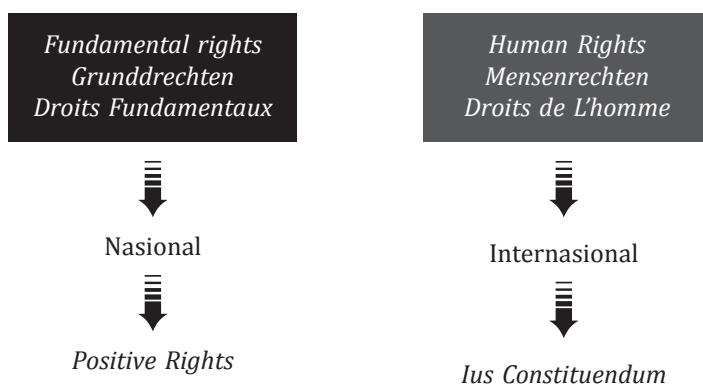 Fundamental rights
Grunddrechten
Droits Fundamentaux
Nasional
Positive Rights
Human Rights
Mensenrechten
Droits de L'homme
Internasional
Ius Constituendum